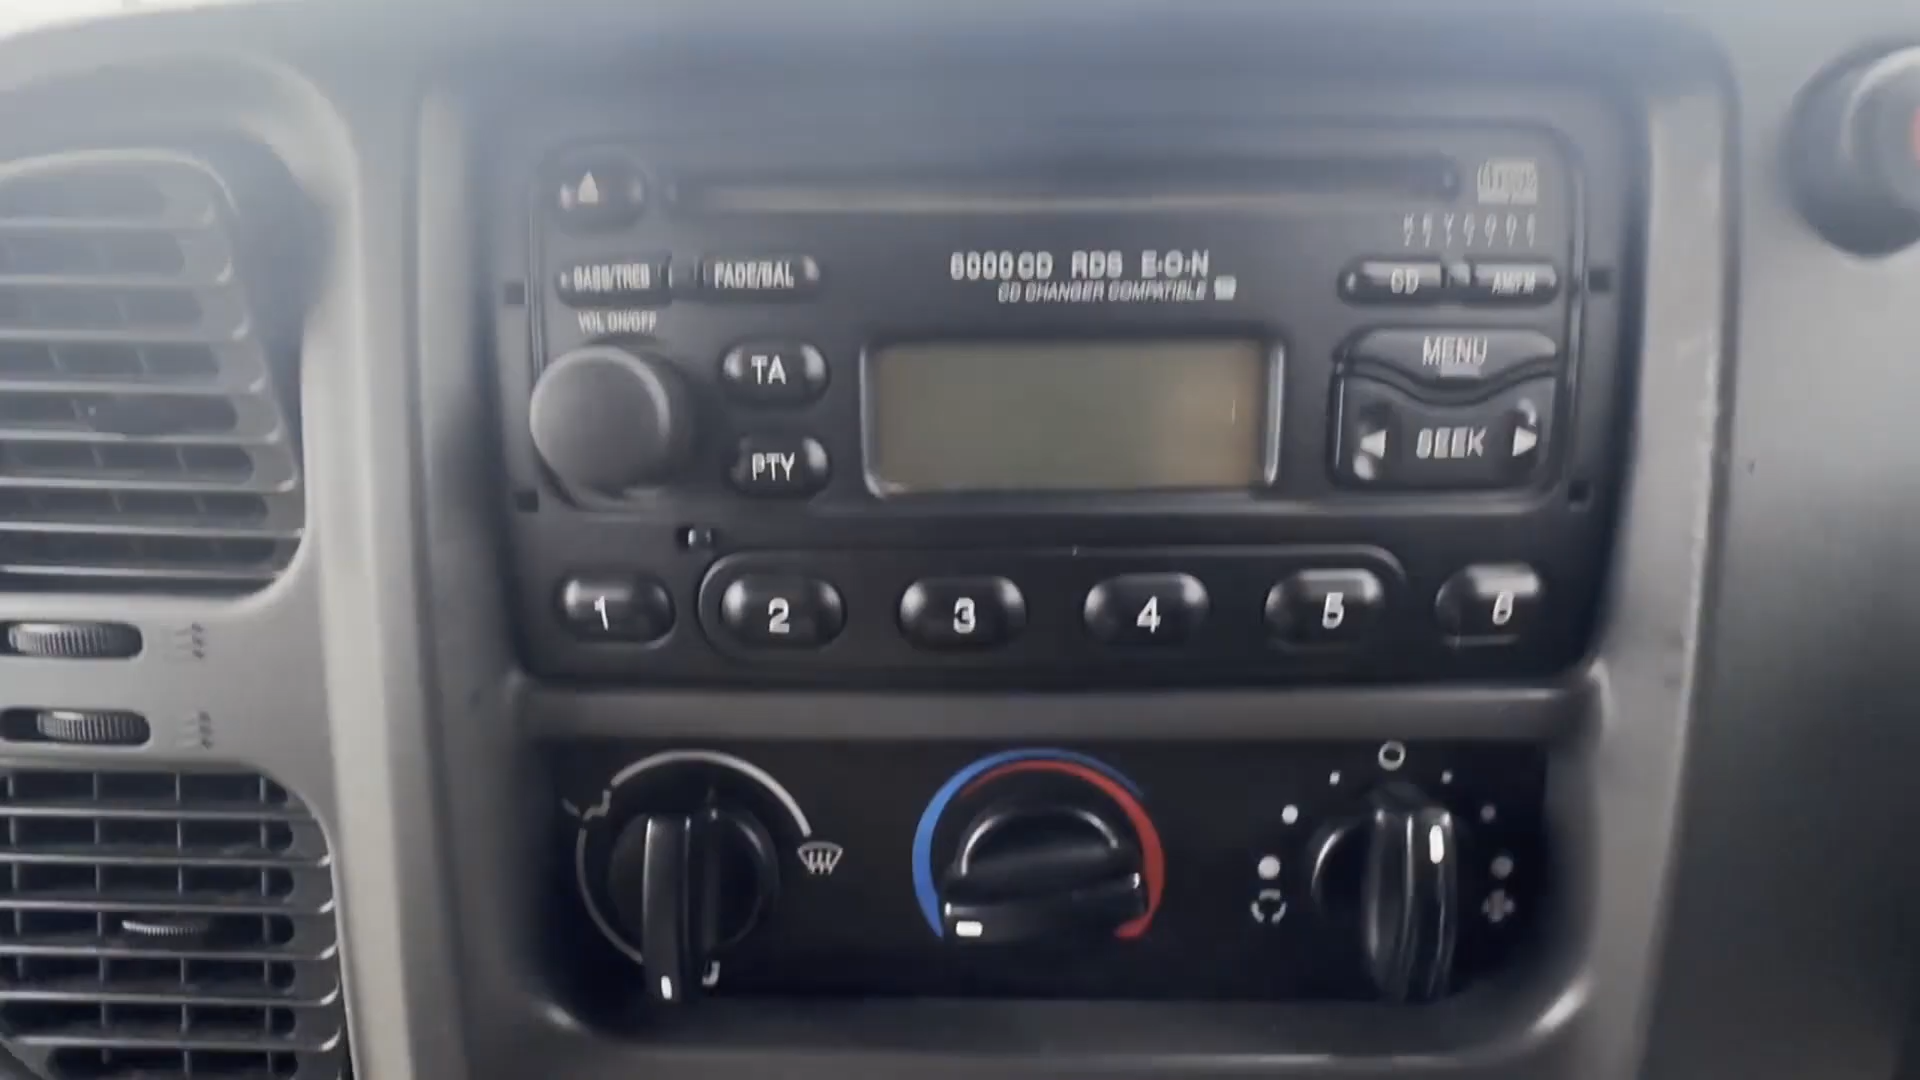 6000CD RDS E·O·N
CD CHANGER COMPATIBLE
KEYCODE
BASS/TREB
FADE/BAL
CD
AM/FM
VOL ON/OFF
TA
MENU
PTY
SEEK
1
2
3
4
5
6